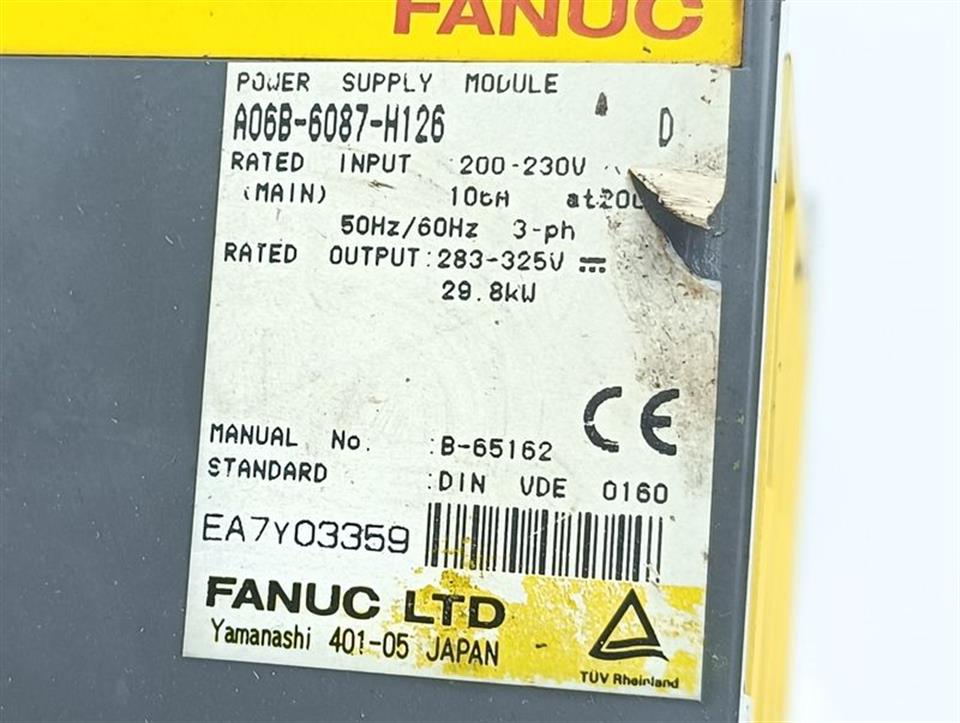 FANUC
POWER SUPPLY MODULE
A06B-6087-H126 D
RATED INPUT 200-230V
(MAIN) at200
50Hz/60Hz 3-ph
RATED OUTPUT: 283-325V ⎓
29.8kW
CE
MANUAL No. :B-65162
STANDARD :DIN VDE 0160
EA7Y03359
FANUC LTD
Yamanashi 401-05 JAPAN
TÜV Rheinland